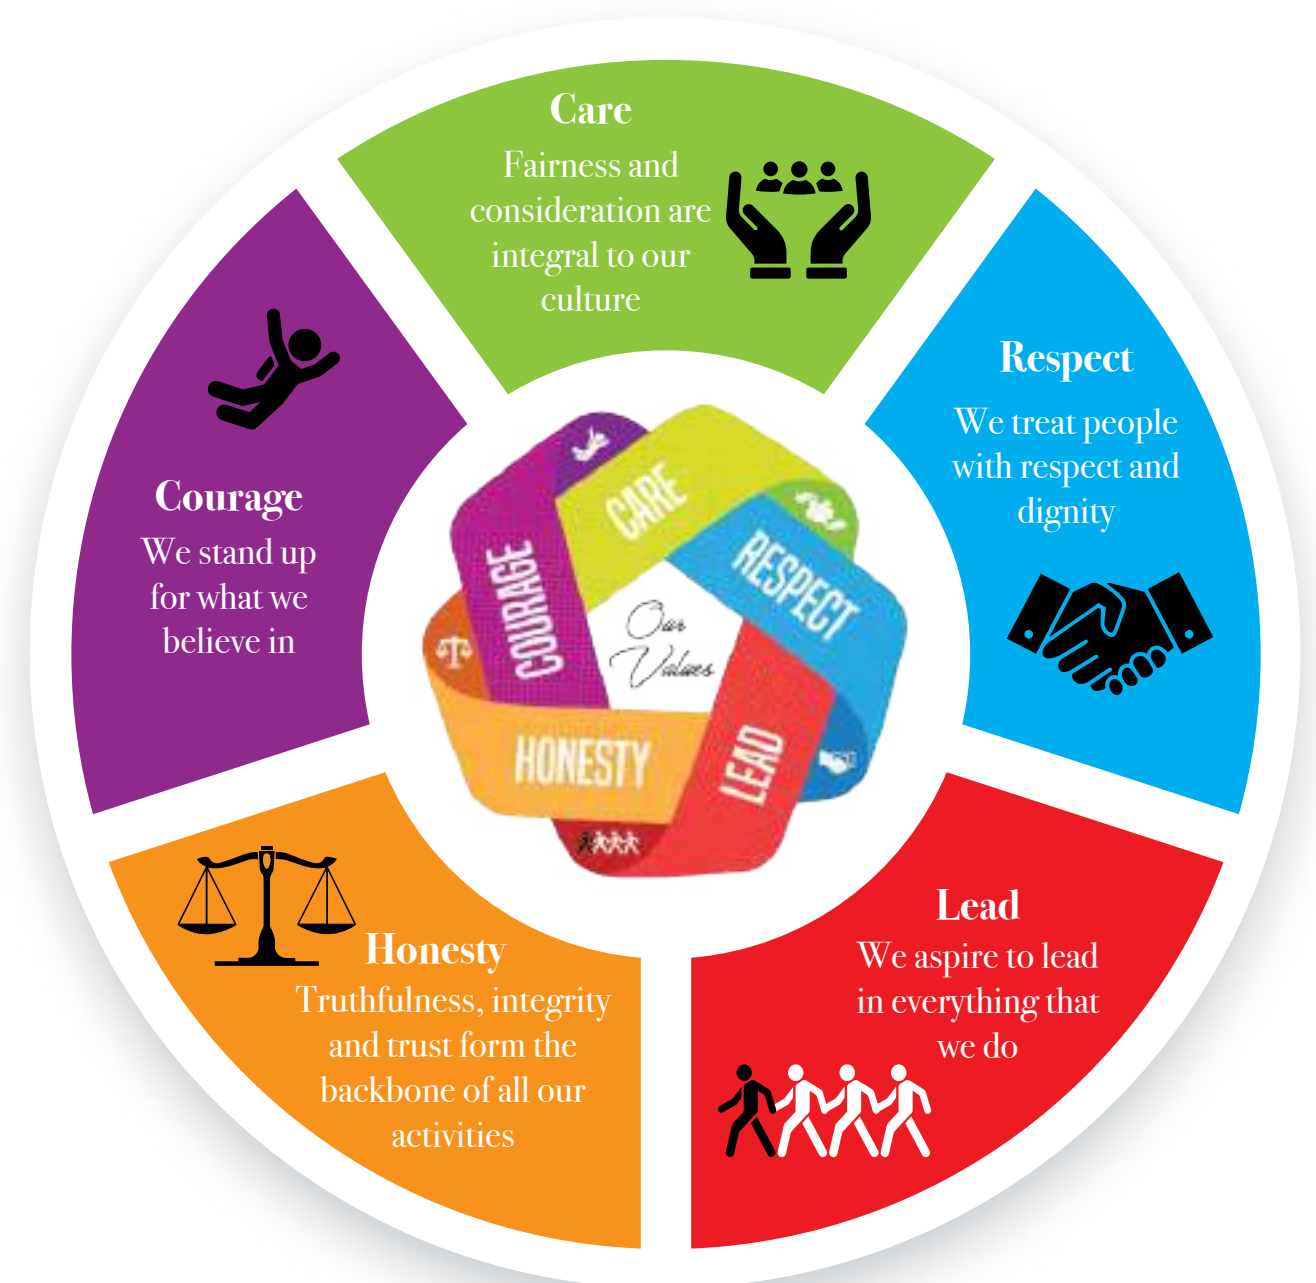 Care
Fairness and
consideration are
integral to our
culture
Respect
We treat people
with respect and
dignity
Lead
We aspire to lead
in everything that
we do
Honesty
Truthfulness, integrity
and trust form the
backbone of all our
activities
Courage
We stand up
for what we
believe in
CARE
RESPECT
LEAD
HONESTY
COURAGE
Our
Values